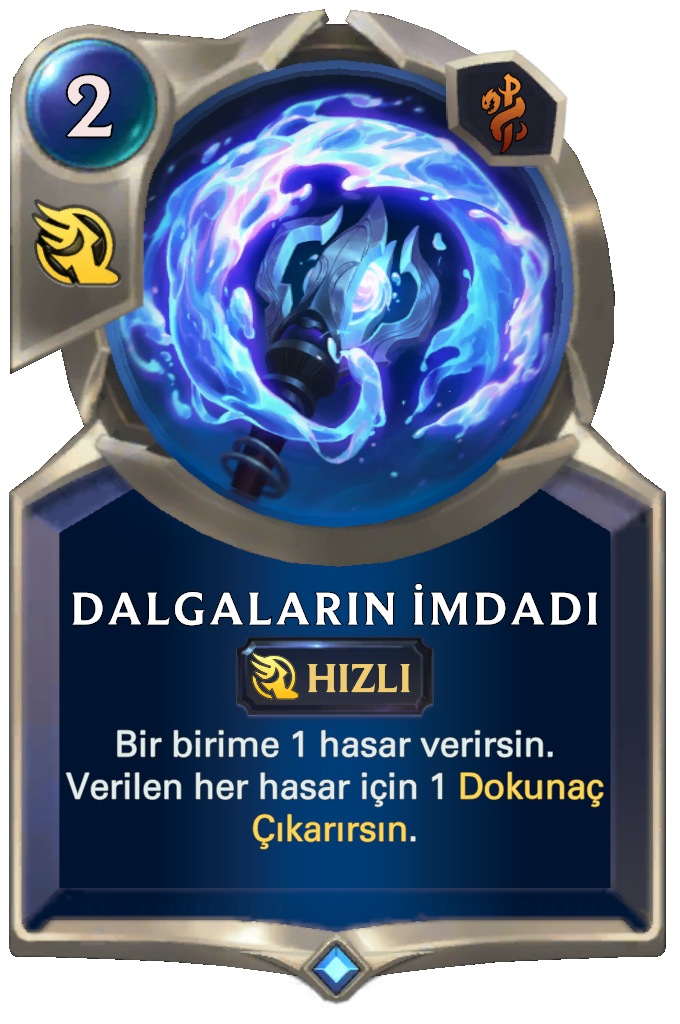 2
DALGALARIN İMDADI
HIZLI
Bir birime 1 hasar verirsin.
Verilen her hasar için 1 Dokunaç
Çıkarırsın.